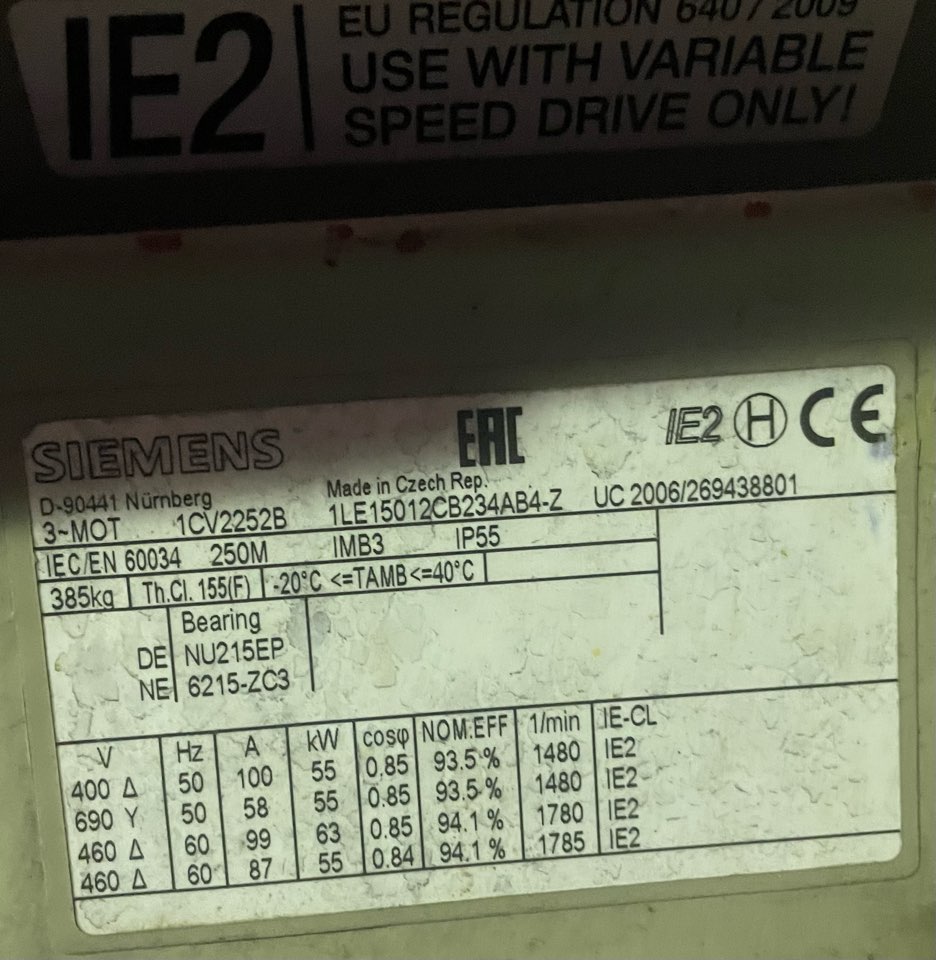 IE2
EU REGULATION 640 / 2009
USE WITH VARIABLE
SPEED DRIVE ONLY!
SIEMENS EAC IE2 H CE
D-90441 Nürnberg Made in Czech Rep.
3~MOT 1CV2252B 1LE15012CB234AB4-Z UC 2006/269438801
IEC/EN 60034 250M IMB3 IP55
385kg Th.Cl. 155(F) -20°C <=TAMB<=40°C
Bearing
DE NU215EP
NE 6215-ZC3
V Hz A kW cosφ NOM.EFF 1/min IE-CL
400 Δ 50 100 55 0,85 93.5 % 1480 IE2
690 Y 50 58 55 0.85 93.5 % 1480 IE2
460 Δ 60 99 63 0.85 94.1 % 1780 IE2
460 Δ 60 87 55 0.84 94.1 % 1785 IE2